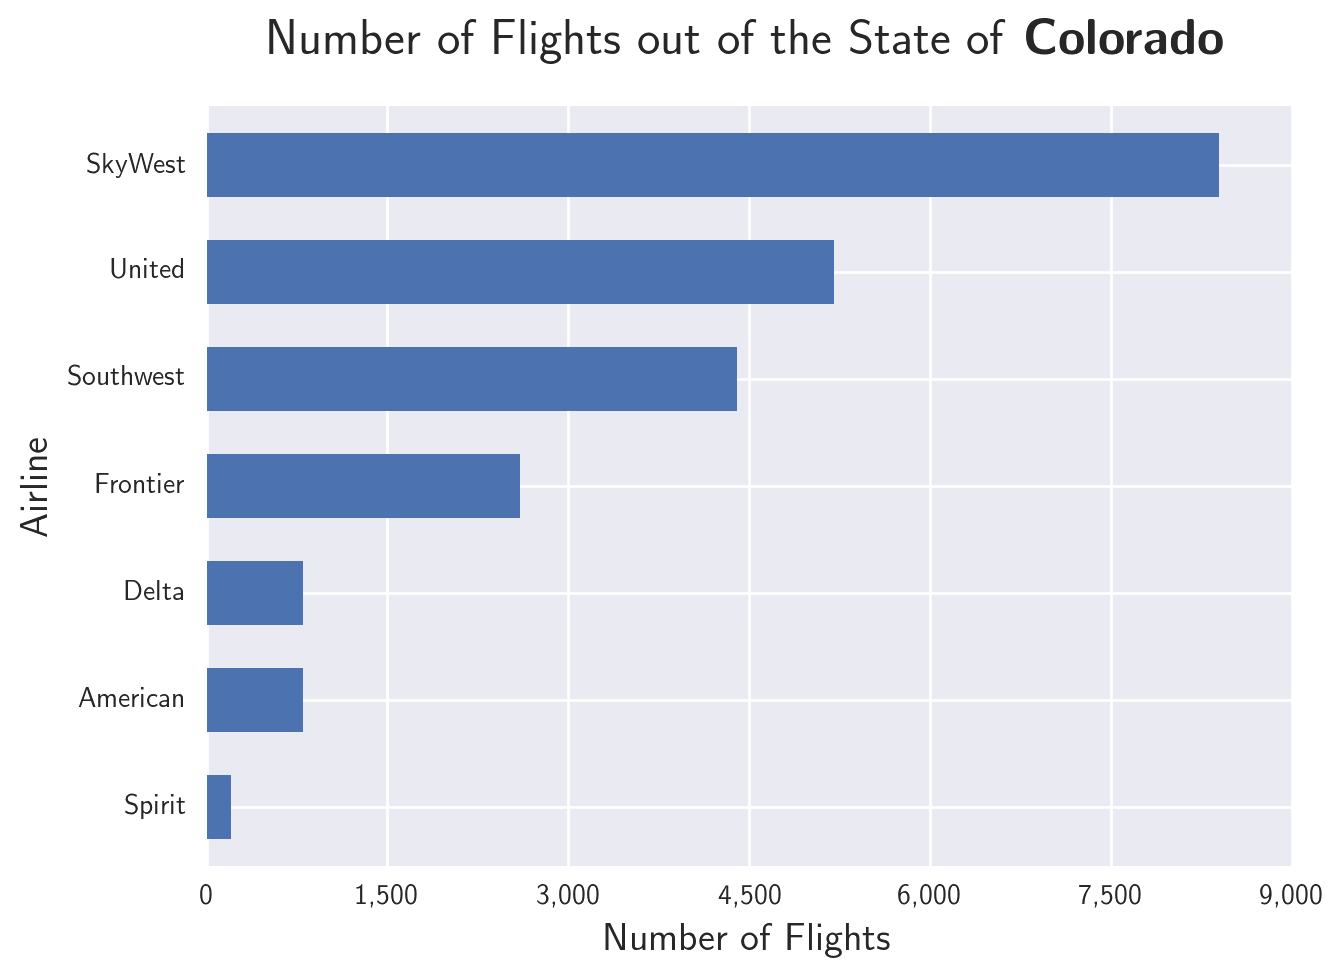 Number of Flights out of the State of Colorado
SkyWest
United
Southwest
Frontier
Delta
American
Spirit
Airline
0 1,500 3,000 4,500 6,000 7,500 9,000
Number of Flights